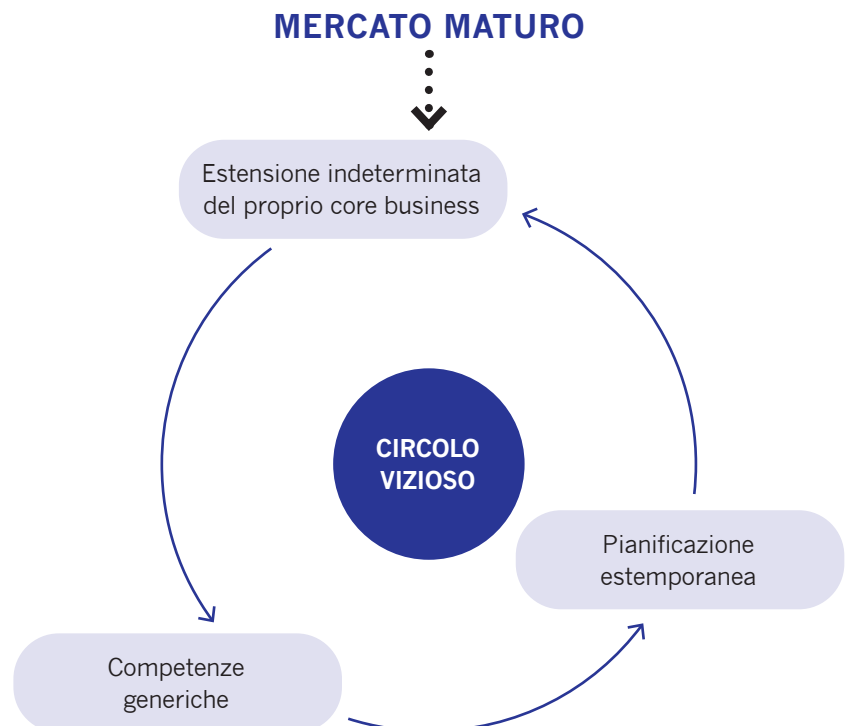 MERCATO MATURO
Estensione indeterminata
del proprio core business
CIRCOLO
VIZIOSO
Pianificazione
estemporanea
Competenze
generiche